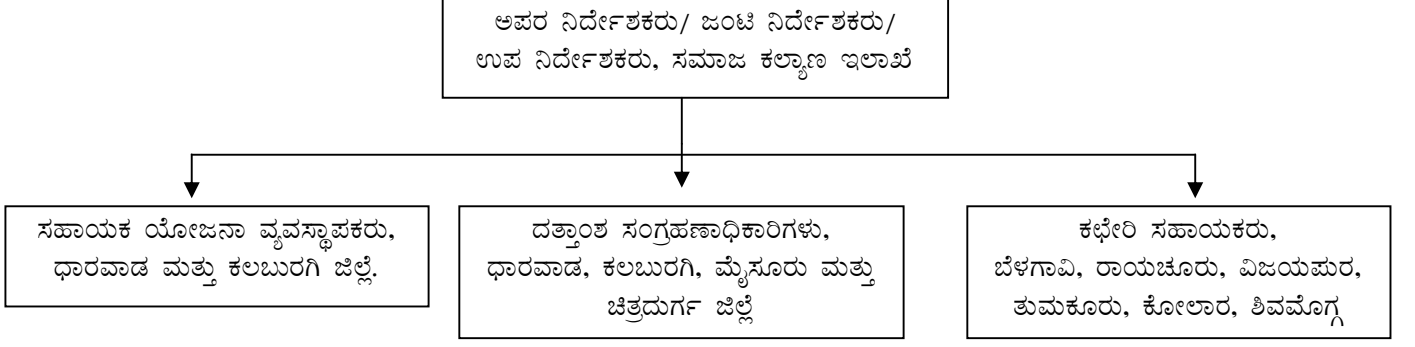 ಅಪರ ನಿರ್ದೇಶಕರು/ ಜಂಟಿ ನಿರ್ದೇಶಕರು/
ಉಪ ನಿರ್ದೇಶಕರು, ಸಮಾಜ ಕಲ್ಯಾಣ ಇಲಾಖೆ
ಸಹಾಯಕ ಯೋಜನಾ ವ್ಯವಸ್ಥಾಪಕರು,
ಧಾರವಾಡ ಮತ್ತು ಕಲಬುರಗಿ ಜಿಲ್ಲೆ.
ದತ್ತಾಂಶ ಸಂಗ್ರಹಣಾಧಿಕಾರಿಗಳು,
ಧಾರವಾಡ, ಕಲಬುರಗಿ, ಮೈಸೂರು ಮತ್ತು
ಚಿತ್ರದುರ್ಗ ಜಿಲ್ಲೆ
ಕಛೇರಿ ಸಹಾಯಕರು,
ಬೆಳಗಾವಿ, ರಾಯಚೂರು, ವಿಜಯಪುರ,
ತುಮಕೂರು, ಕೋಲಾರ, ಶಿವಮೊಗ್ಗ